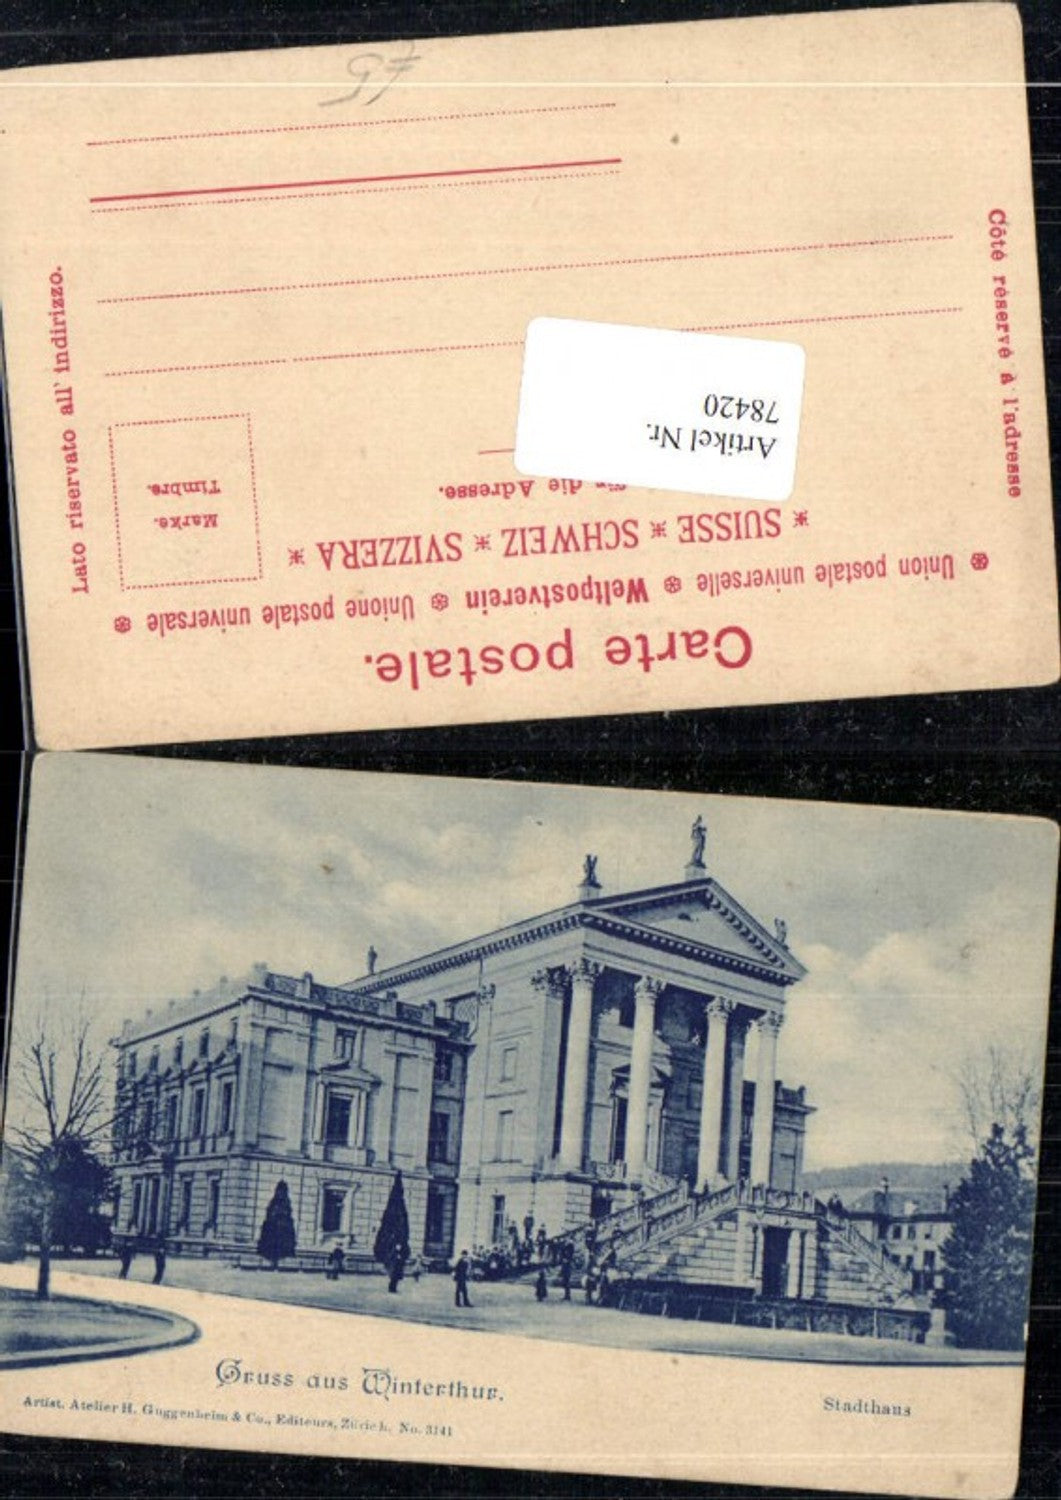 Carte postale.
❁ Union postale universelle ❁ Weltpostverein ❁ Unione postale universale ❁
* SUISSE * SCHWEIZ * SVIZZERA *
die Adresse.
Marke.
Timbre.
Artikel Nr.
78420
Côté réservé à l'adresse
Lato riservato all' indirizzo.
Gruss aus Winterthur.
Stadthaus
Artist. Atelier H. Guggenheim & Co., Editeurs, Zürich. No. 3141